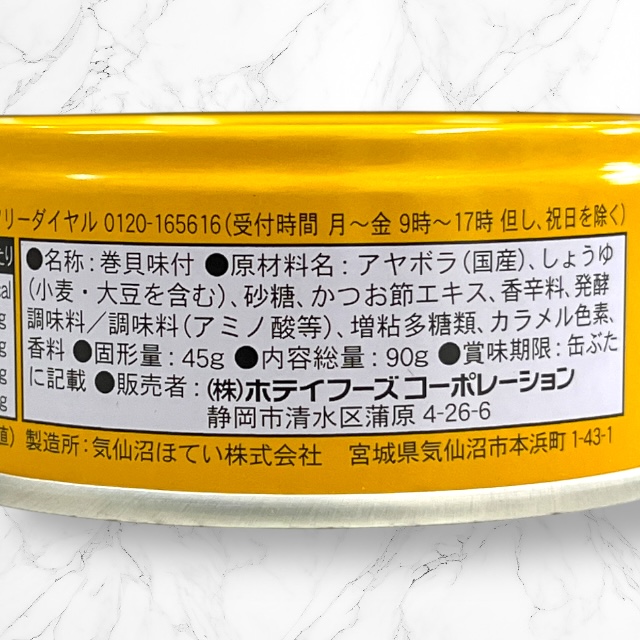 リーダイヤル 0120-165616(受付時間 月～金 9時～17時 但し、祝日を除く)
●名称:巻貝味付 ●原材料名:アヤボラ(国産)、しょうゆ
(小麦・大豆を含む)、砂糖、かつお節エキス、香辛料、発酵
調味料／調味料(アミノ酸等)、増粘多糖類、カラメル色素、
香料 ●固形量:45g ●内容総量:90g ●賞味期限:缶ぶた
に記載 ●販売者:(株)ホテイフーズコーポレーション
静岡市清水区蒲原 4-26-6
製造所:気仙沼ほてい株式会社 宮城県気仙沼市本浜町 1-43-1